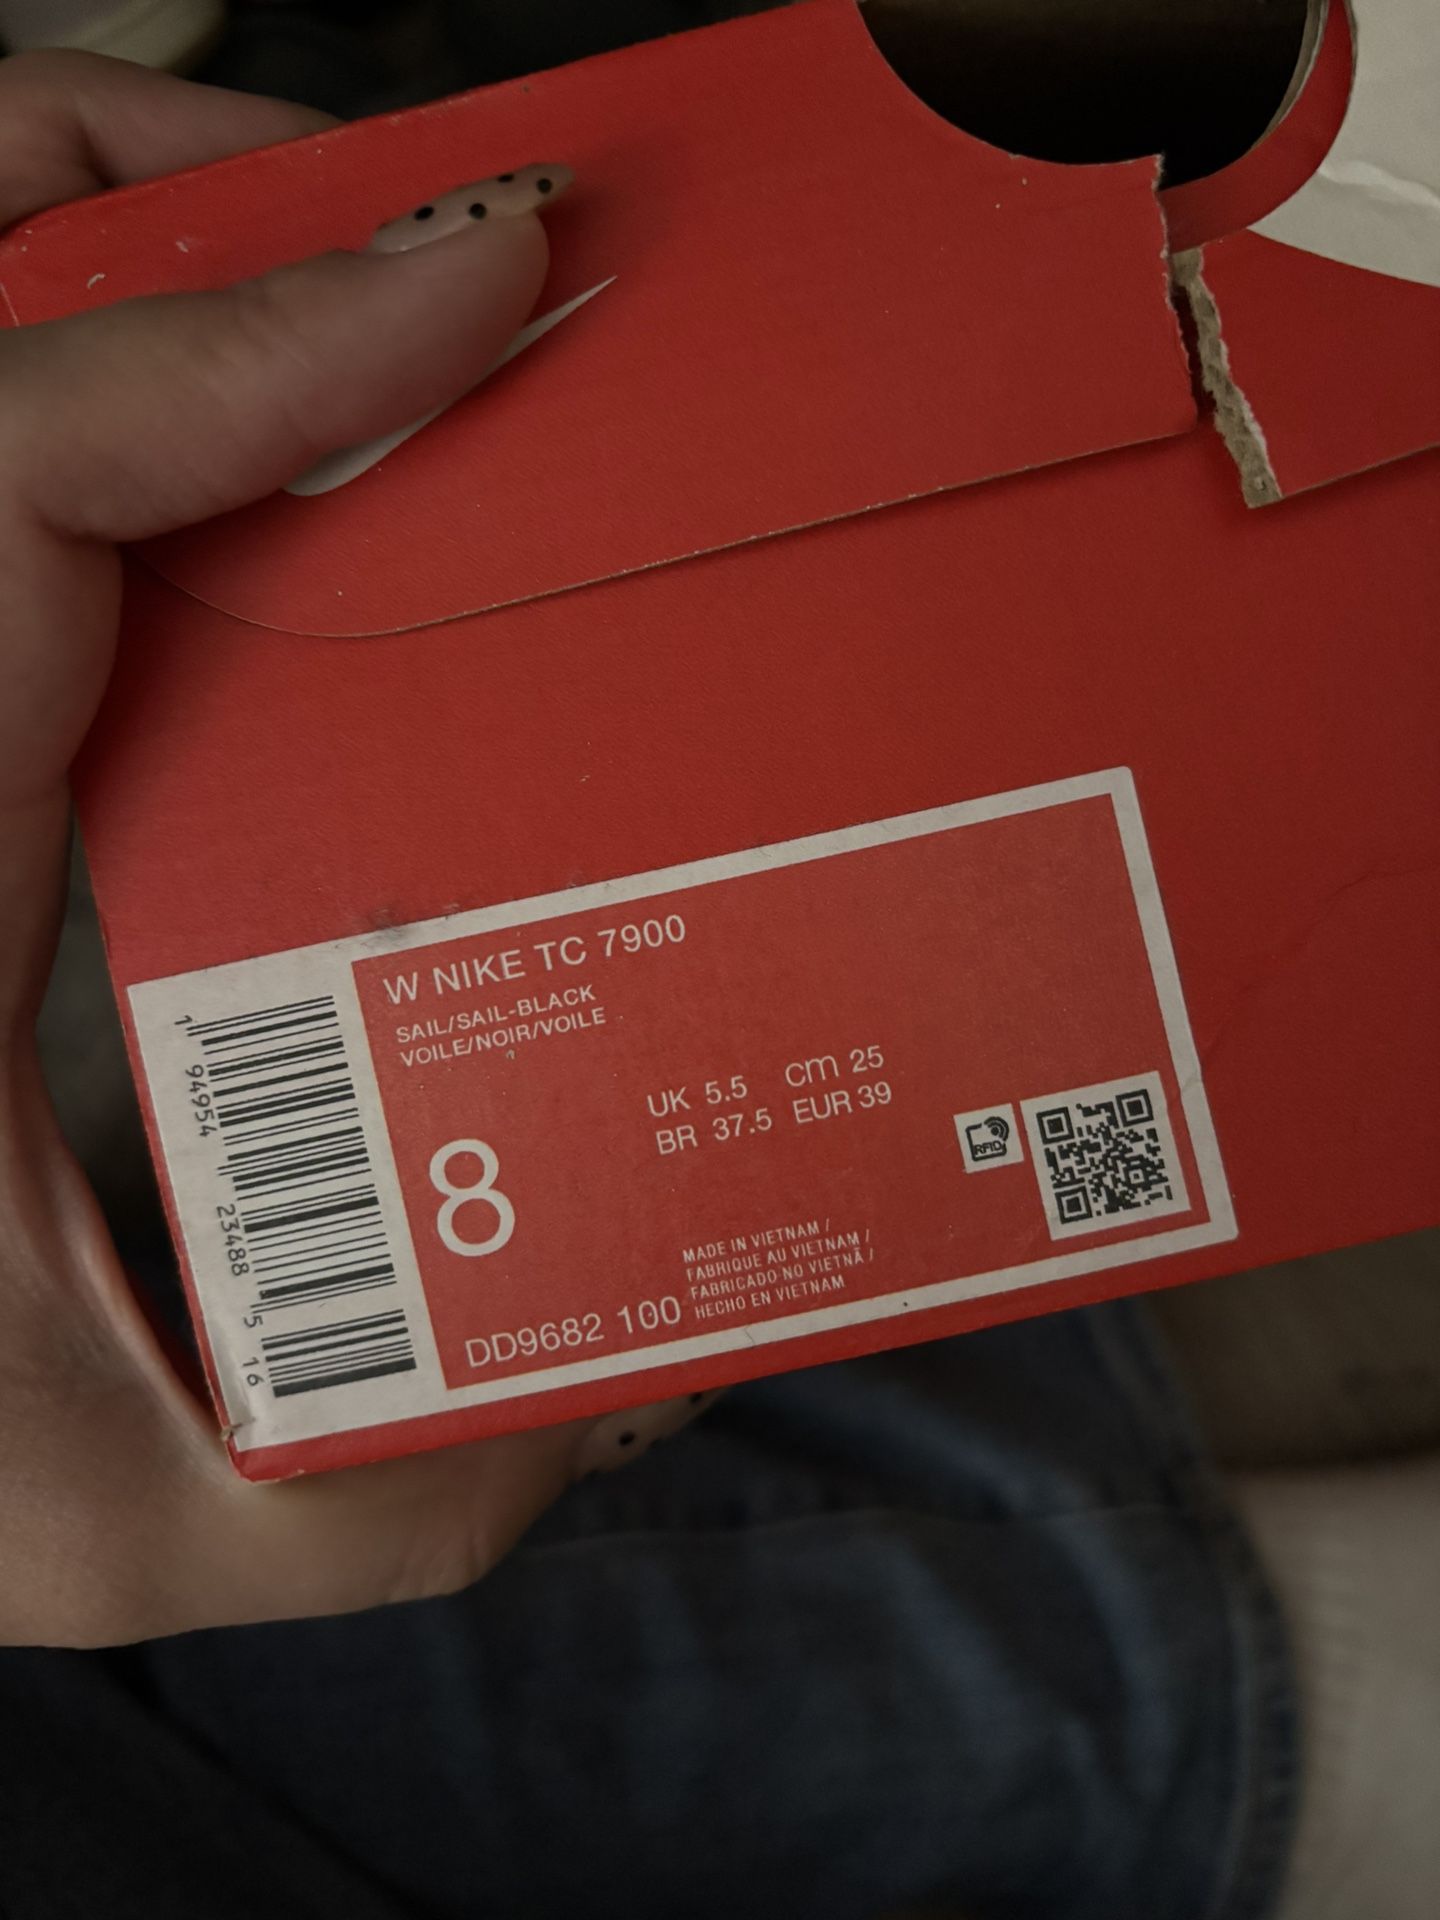 W NIKE TC 7900
SAIL/SAIL-BLACK
VOILE/NOIR/VOILE
UK 5.5 cm 25
BR 37.5 EUR 39
8
RFID
MADE IN VIETNAM /
FABRIQUE AU VIETNAM /
FABRICADO NO VIETNÃ /
HECHO EN VIETNAM
DD9682 100
1 94954 23488 5 16